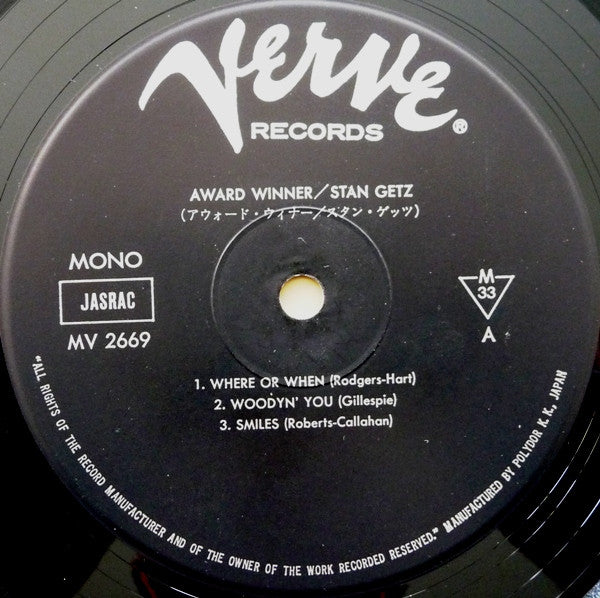 Verve®
RECORDS
AWARD WINNER/STAN GETZ
(アウォード・ウィナー/スタン・ゲッツ)
MONO
JASRAC
MV 2669
M
33
A
1. WHERE OR WHEN (Rodgers-Hart)
2. WOODYN' YOU (Gillespie)
3. SMILES (Roberts-Callahan)
"ALL RIGHTS OF THE RECORD MANUFACTURER AND OF THE OWNER OF THE WORK RECORDED RESERVED." MANUFACTURED BY POLYDOR K. K., JAPAN